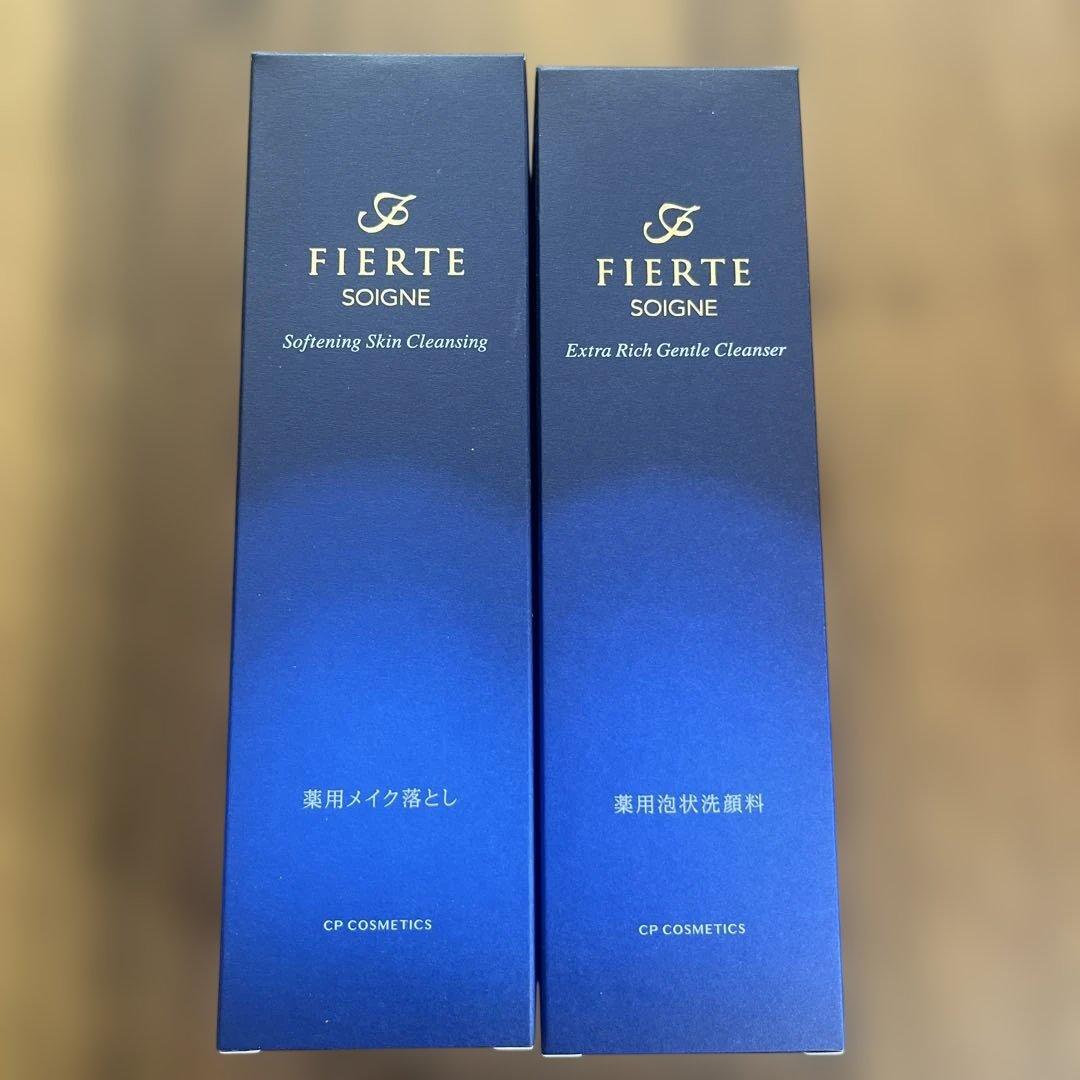 FIERTE
SOIGNE
Softening Skin Cleansing
薬用メイク落とし
CP COSMETICS
FIERTE
SOIGNE
Extra Rich Gentle Cleanser
薬用泡状洗顔料
CP COSMETICS